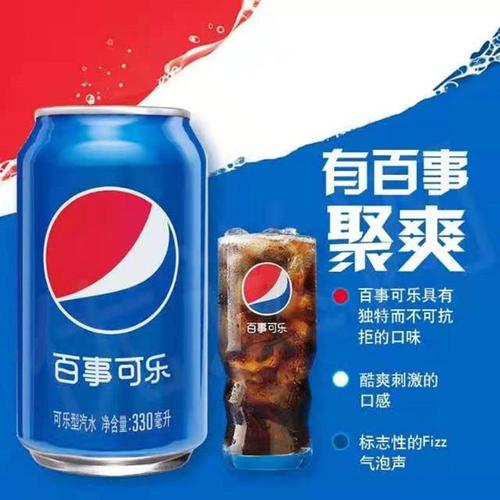 有百事
聚爽
百事可乐具有
独特而不可抗
拒的口味
酷爽刺激的
口感
标志性的Fizz
气泡声
百事可乐
可乐型汽水 净含量:330毫升
百事可乐